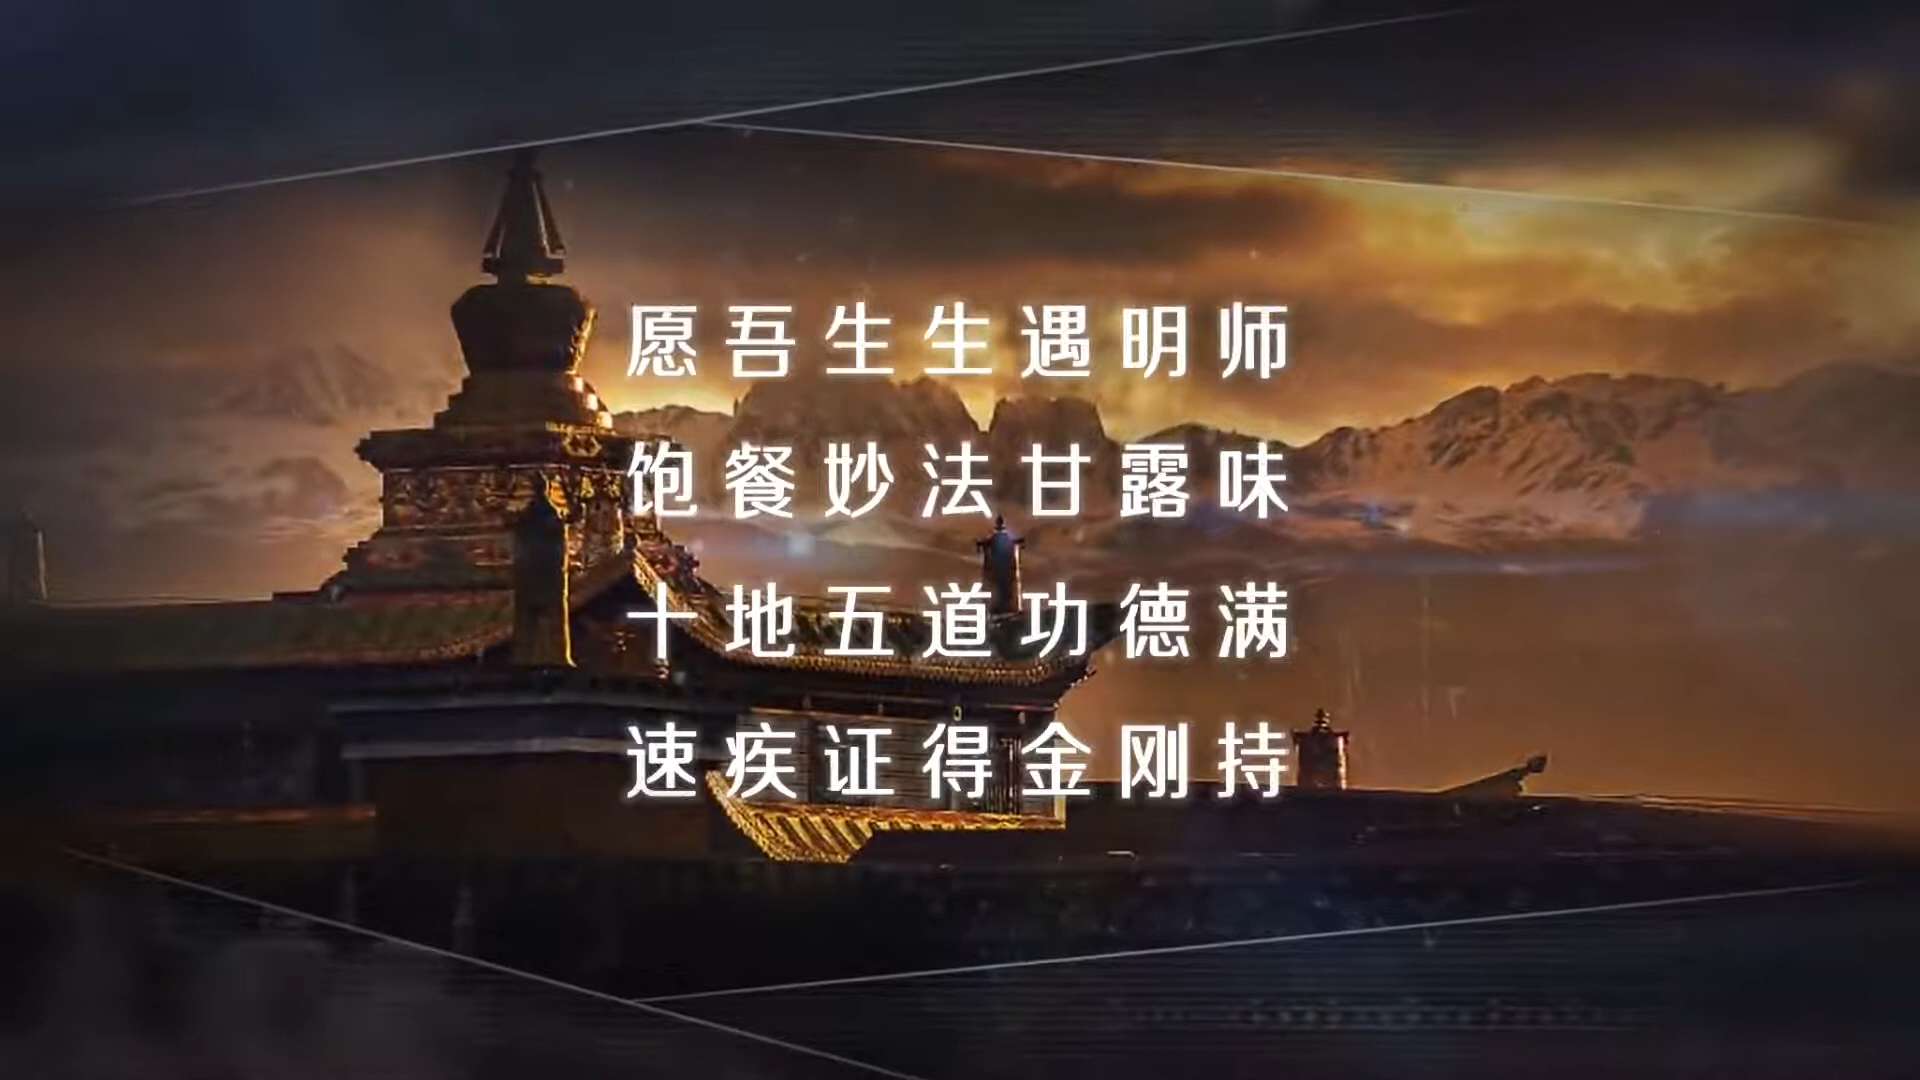 愿吾生生遇明师
饱餐妙法甘露味
十地五道功德满
速疾证得金刚持